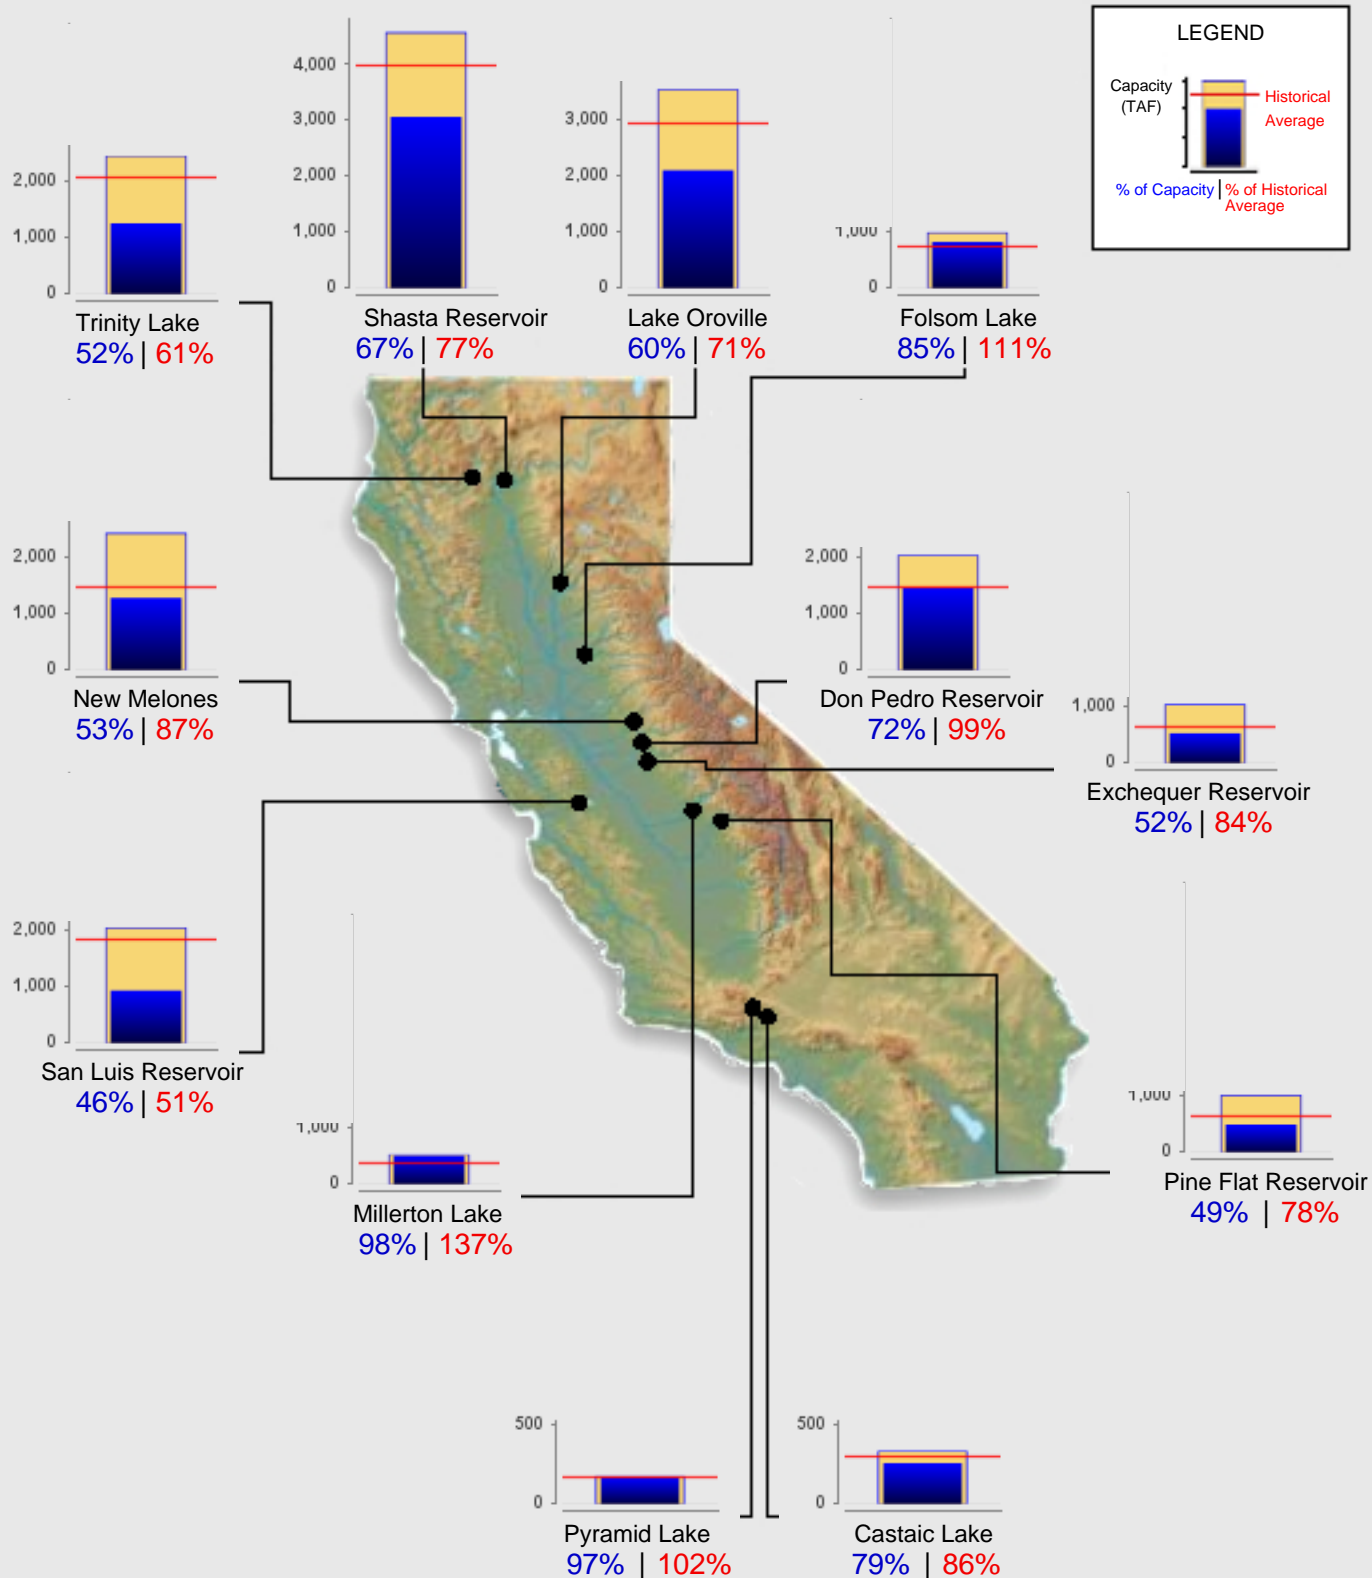 LEGEND
Capacity
(TAF)
Historical
Average
% of Capacity | % of Historical
Average
2,000
1,000
0
Trinity Lake
52% | 61%
4,000
3,000
2,000
1,000
0
Shasta Reservoir
67% | 77%
3,000
2,000
1,000
0
Lake Oroville
60% | 71%
1,000
0
Folsom Lake
85% | 111%
2,000
1,000
0
New Melones
53% | 87%
2,000
1,000
0
Don Pedro Reservoir
72% | 99%
1,000
0
Exchequer Reservoir
52% | 84%
2,000
1,000
0
San Luis Reservoir
46% | 51%
1,000
0
Millerton Lake
98% | 137%
1,000
0
Pine Flat Reservoir
49% | 78%
500
0
Pyramid Lake
97% | 102%
500
0
Castaic Lake
79% | 86%